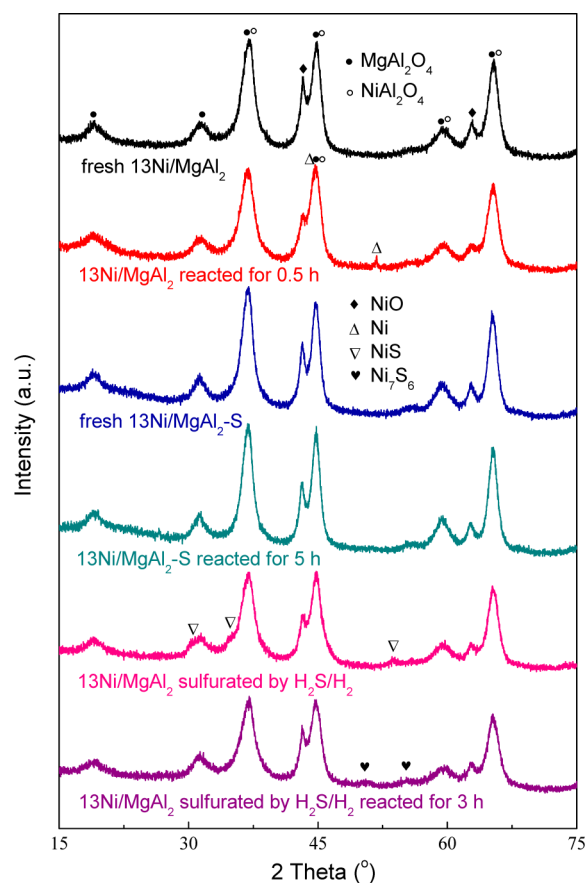 ● MgAl₂O₄
○ NiAl₂O₄
fresh 13Ni/MgAl₂
13Ni/MgAl₂ reacted for 0.5 h
♦ NiO
△ Ni
▽ NiS
♥ Ni₇S₆
fresh 13Ni/MgAl₂-S
13Ni/MgAl₂-S reacted for 5 h
13Ni/MgAl₂ sulfurated by H₂S/H₂
13Ni/MgAl₂ sulfurated by H₂S/H₂ reacted for 3 h
Intensity (a.u.)
15 30 45 60 75
2 Theta (°)